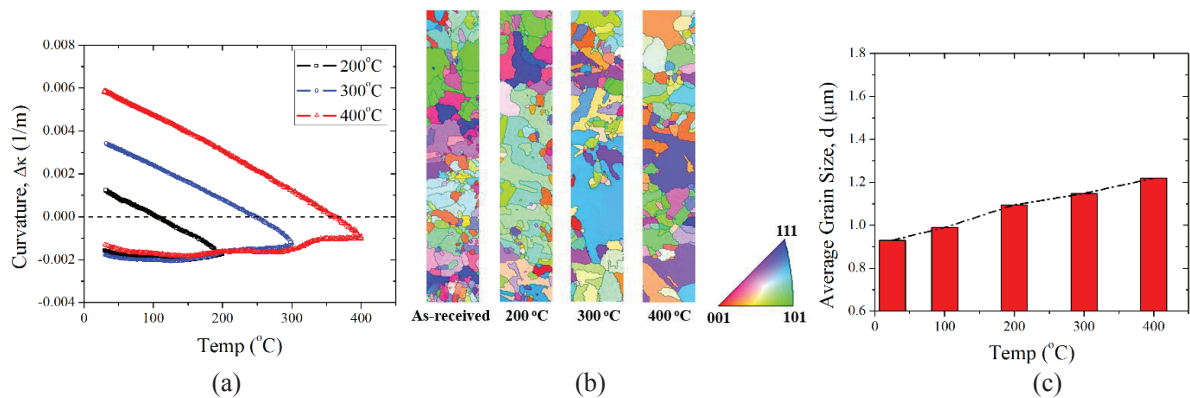 0.008
0.006
0.004
0.002
0.000
-0.002
-0.004
0
100
200
300
400
500
Curvature, Δκ (1/m)
Temp (°C)
200°C
300°C
400°C
(a)
As-received
200 °C
300 °C
400 °C
111
001
101
(b)
1.8
1.6
1.4
1.2
1.0
0.8
0.6
0
100
200
300
400
Average Grain Size, d (μm)
Temp (°C)
(c)